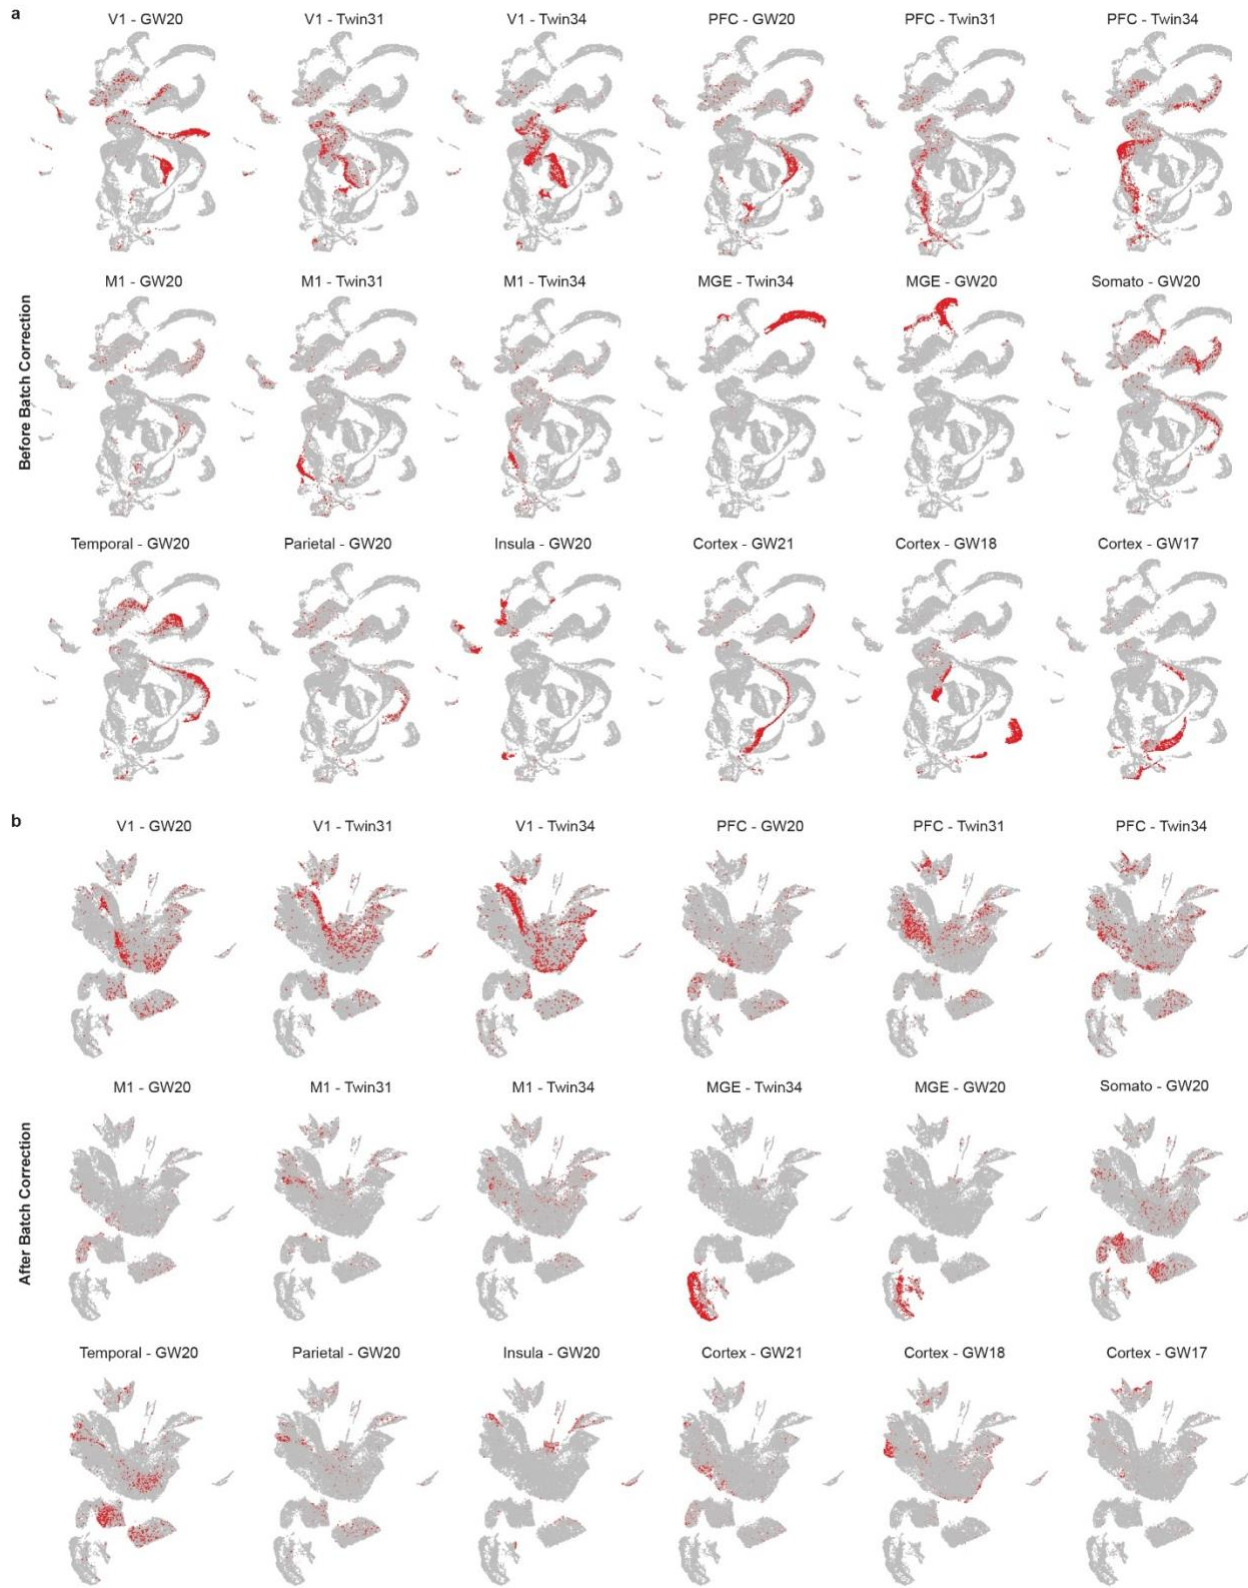 a
V1 - GW20
V1 - Twin31
V1 - Twin34
PFC - GW20
PFC - Twin31
PFC - Twin34
Before Batch Correction
M1 - GW20
M1 - Twin31
M1 - Twin34
MGE - Twin34
MGE - GW20
Somato - GW20
Temporal - GW20
Parietal - GW20
Insula - GW20
Cortex - GW21
Cortex - GW18
Cortex - GW17
b
V1 - GW20
V1 - Twin31
V1 - Twin34
PFC - GW20
PFC - Twin31
PFC - Twin34
After Batch Correction
M1 - GW20
M1 - Twin31
M1 - Twin34
MGE - Twin34
MGE - GW20
Somato - GW20
Temporal - GW20
Parietal - GW20
Insula - GW20
Cortex - GW21
Cortex - GW18
Cortex - GW17